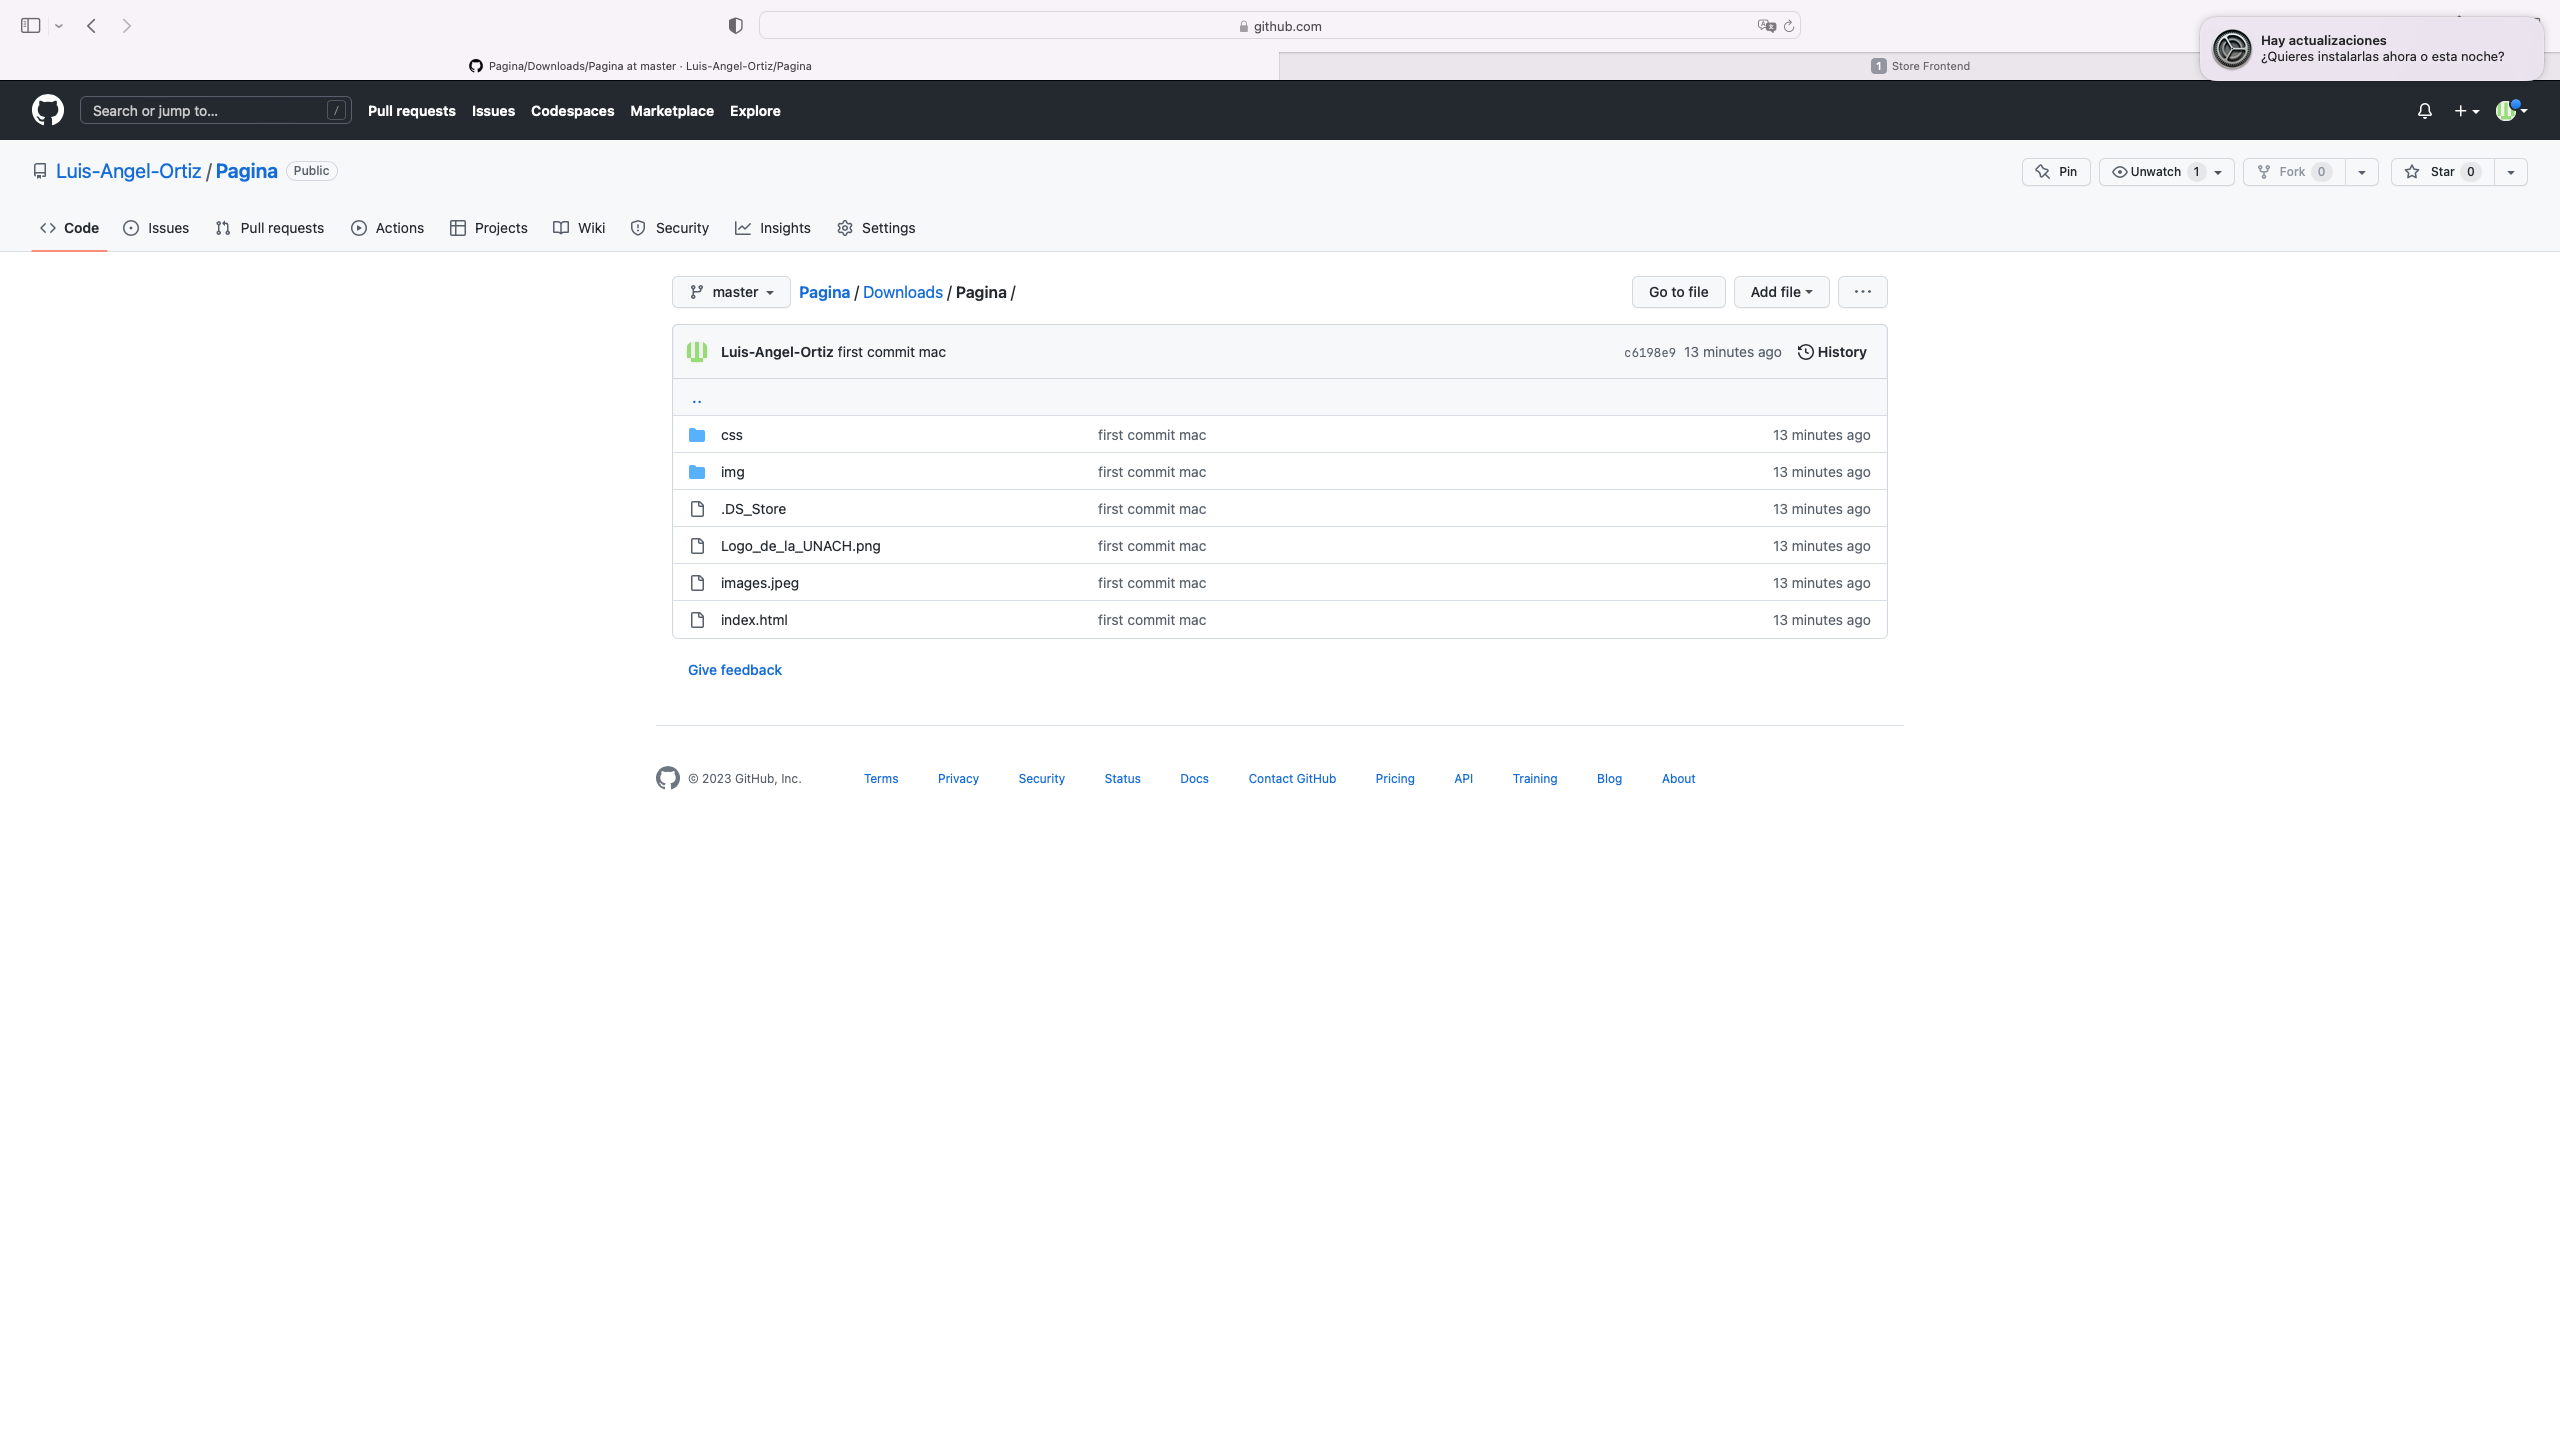 github.com
Hay actualizaciones
¿Quieres instalarlas ahora o esta noche?
Pagina/Downloads/Pagina at master · Luis-Angel-Ortiz/Pagina
1 Store Frontend
Search or jump to... /
Pull requests Issues Codespaces Marketplace Explore
Luis-Angel-Ortiz / Pagina Public
Pin Unwatch 1 Fork 0 Star 0
Code Issues Pull requests Actions Projects Wiki Security Insights Settings
master Pagina / Downloads / Pagina /
Go to file Add file ...
Luis-Angel-Ortiz first commit mac c6198e9 13 minutes ago History
..
css first commit mac 13 minutes ago
img first commit mac 13 minutes ago
.DS_Store first commit mac 13 minutes ago
Logo_de_la_UNACH.png first commit mac 13 minutes ago
images.jpeg first commit mac 13 minutes ago
index.html first commit mac 13 minutes ago
Give feedback
© 2023 GitHub, Inc. Terms Privacy Security Status Docs Contact GitHub Pricing API Training Blog About